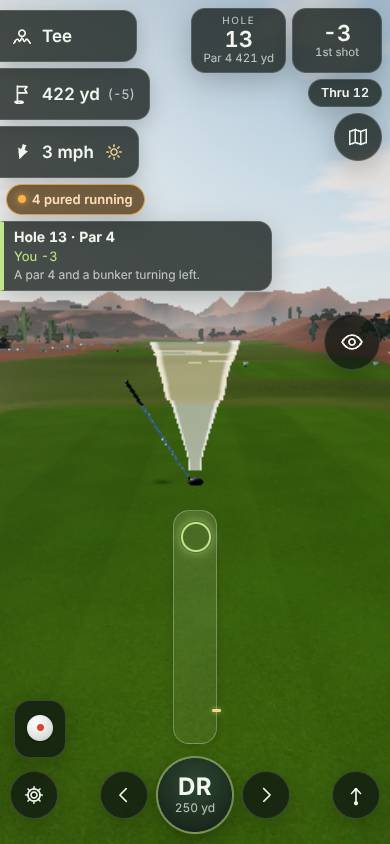 Tee
HOLE
13
Par 4 421 yd
-3
1st shot
422 yd (-5)
Thru 12
3 mph
4 pured running
Hole 13 · Par 4
You -3
A par 4 and a bunker turning left.
DR
250 yd